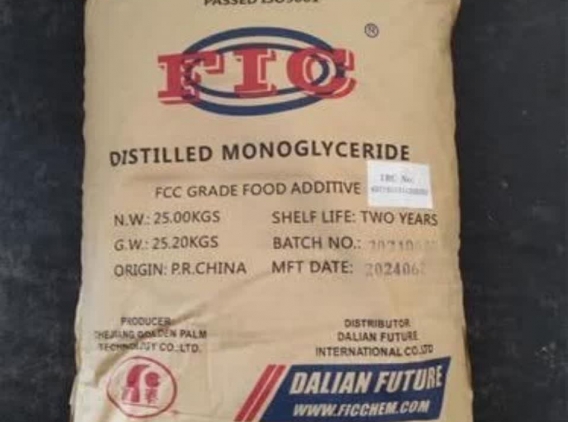 PASSED ISO9001
FIC ®
DISTILLED MONOGLYCERIDE
FCC GRADE FOOD ADDITIVE
N.W.: 25.00KGS
SHELF LIFE: TWO YEARS
G.W.: 25.20KGS
BATCH NO.:
ORIGIN: P.R.CHINA
MFT DATE:
PRODUCER
ZHEJIANG GOLDEN PALM
TECHNOLOGY CO.,LTD.
DISTRIBUTOR
DALIAN FUTURE
INTERNATIONAL CO.,LTD
DALIAN FUTURE
WWW.FICCHEM.COM